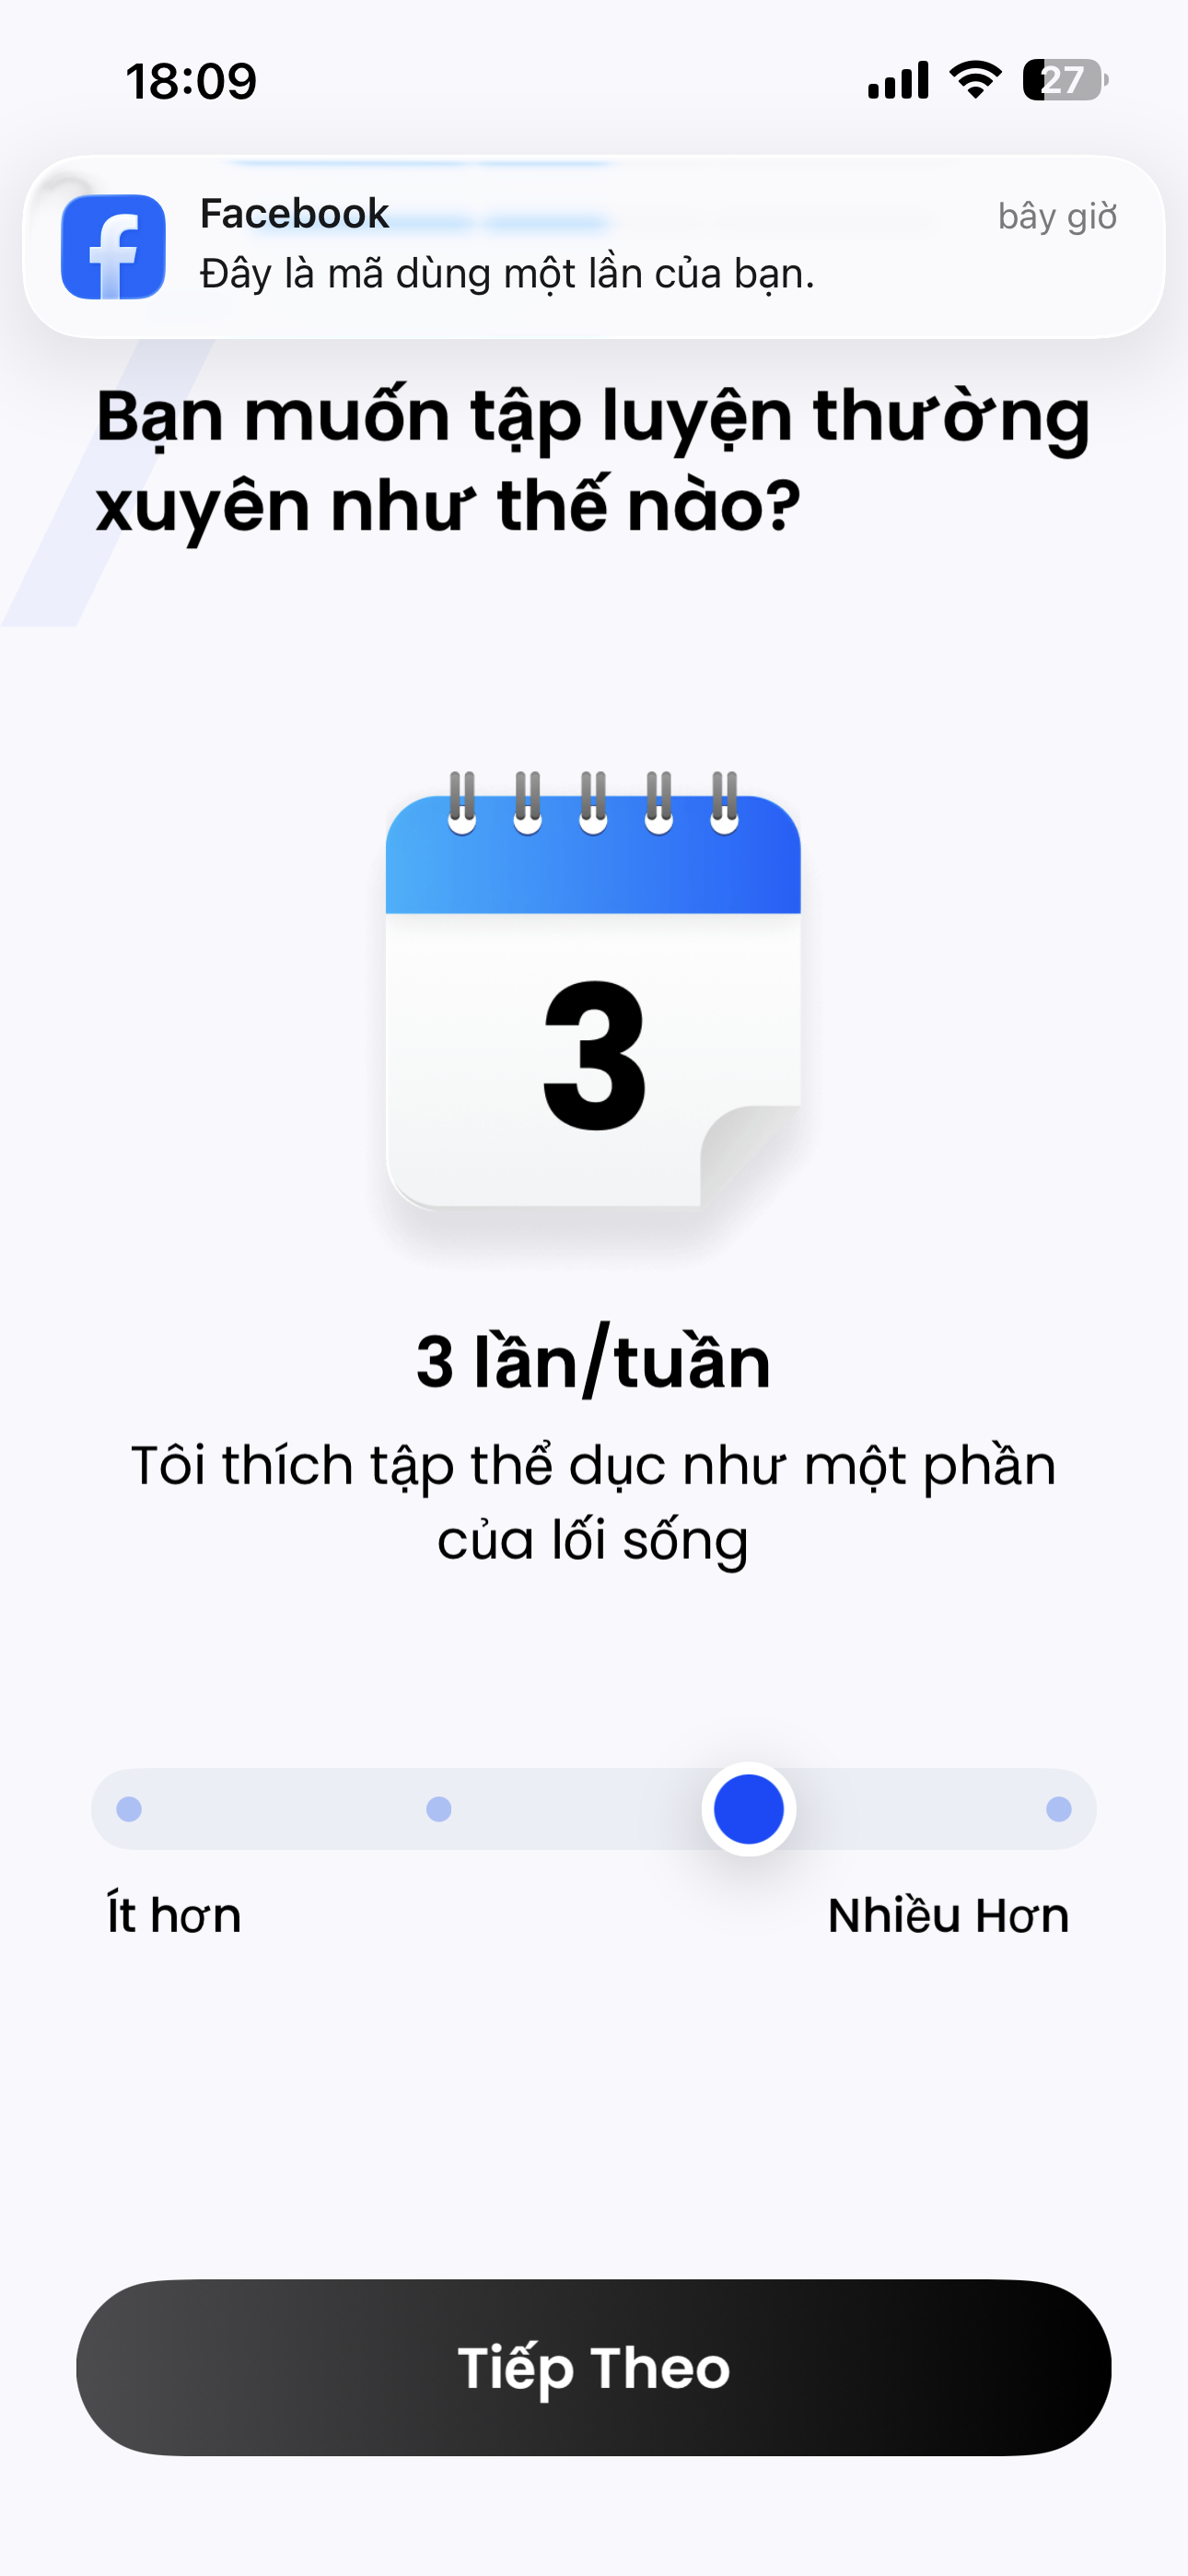 18:09
27
Facebook
bây giờ
Đây là mã dùng một lần của bạn.
Bạn muốn tập luyện thường
xuyên như thế nào?
3
3 lần/tuần
Tôi thích tập thể dục như một phần
của lối sống
Ít hơn
Nhiều Hơn
Tiếp Theo